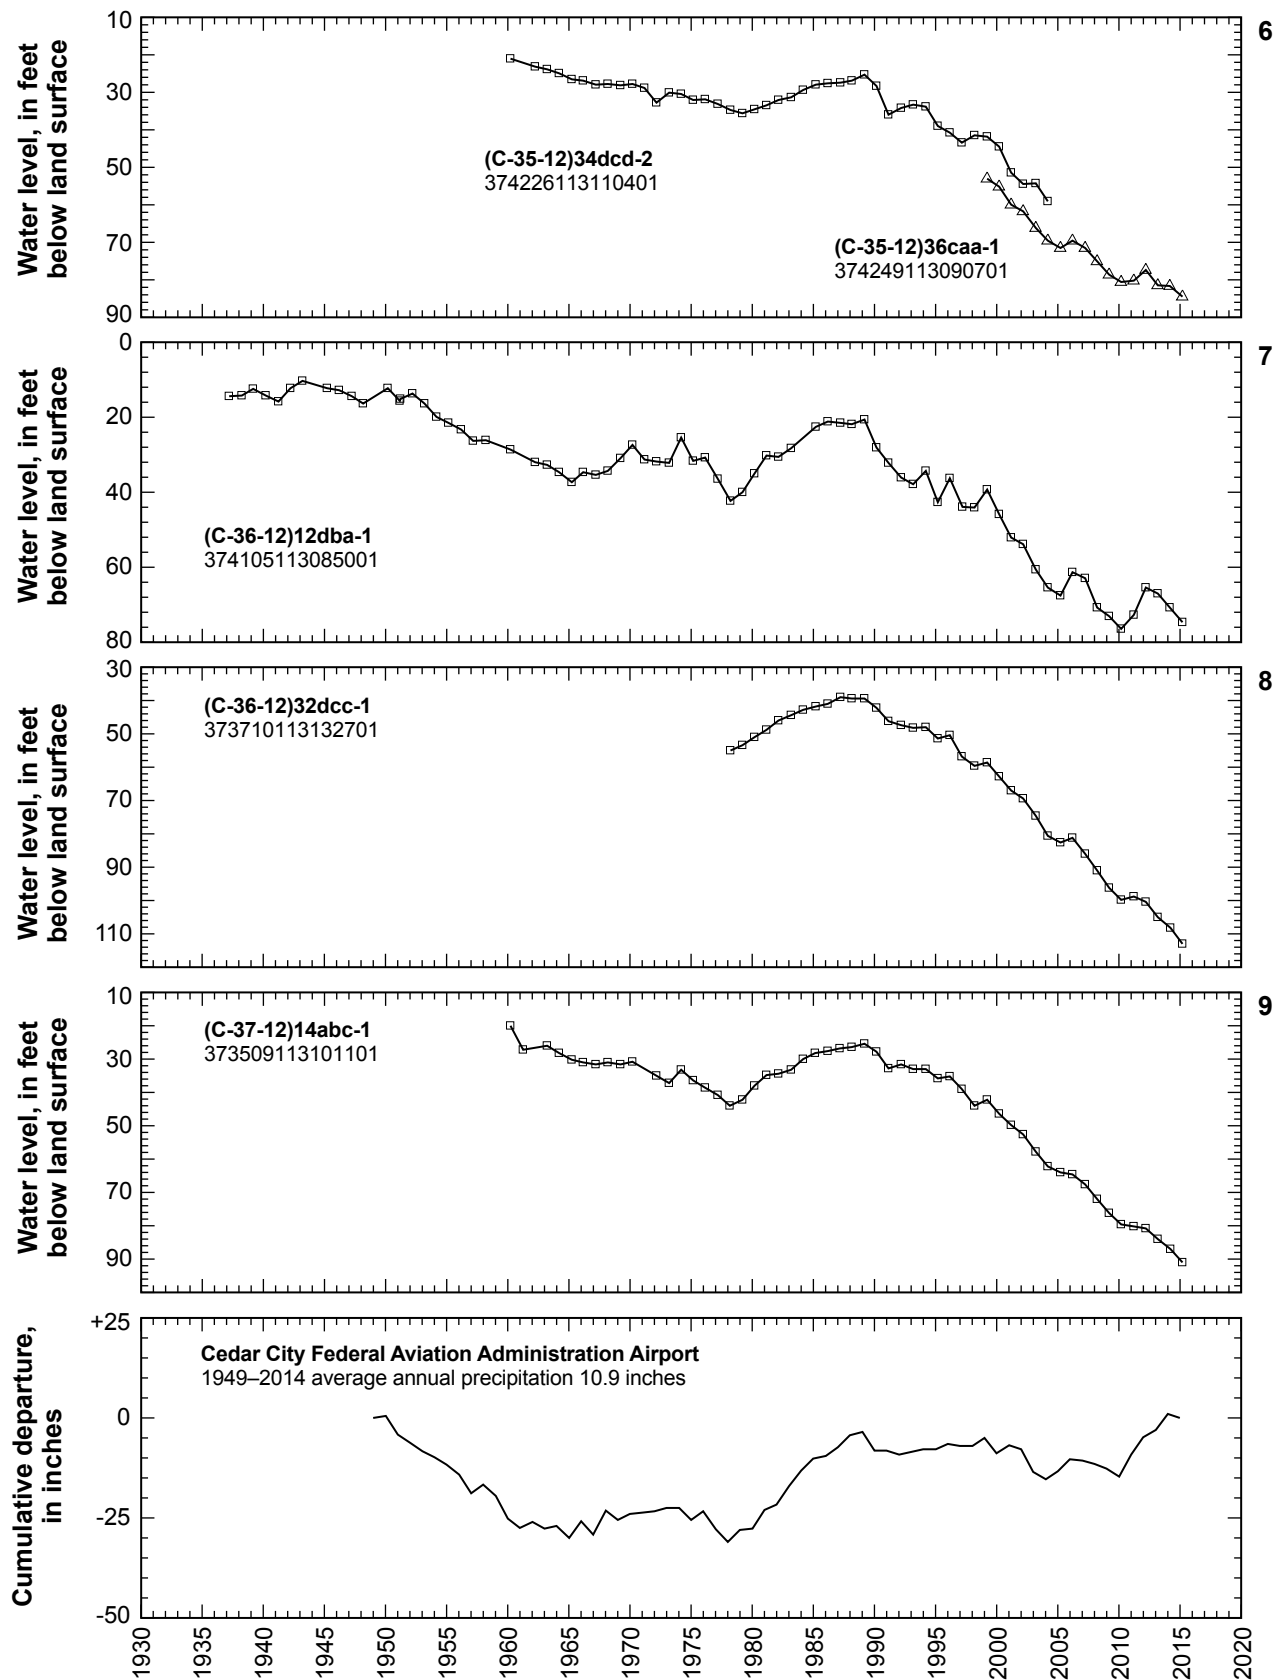 6
Water level, in feet
below land surface
10
30
50
70
90
(C-35-12)34dcd-2
374226113110401
(C-35-12)36caa-1
374249113090701
7
Water level, in feet
below land surface
0
20
40
60
80
(C-36-12)12dba-1
374105113085001
8
Water level, in feet
below land surface
30
50
70
90
110
(C-36-12)32dcc-1
373710113132701
9
Water level, in feet
below land surface
10
30
50
70
90
(C-37-12)14abc-1
373509113101101
Cumulative departure,
in inches
+25
0
-25
-50
Cedar City Federal Aviation Administration Airport
1949–2014 average annual precipitation 10.9 inches
1930 1935 1940 1945 1950 1955 1960 1965 1970 1975 1980 1985 1990 1995 2000 2005 2010 2015 2020